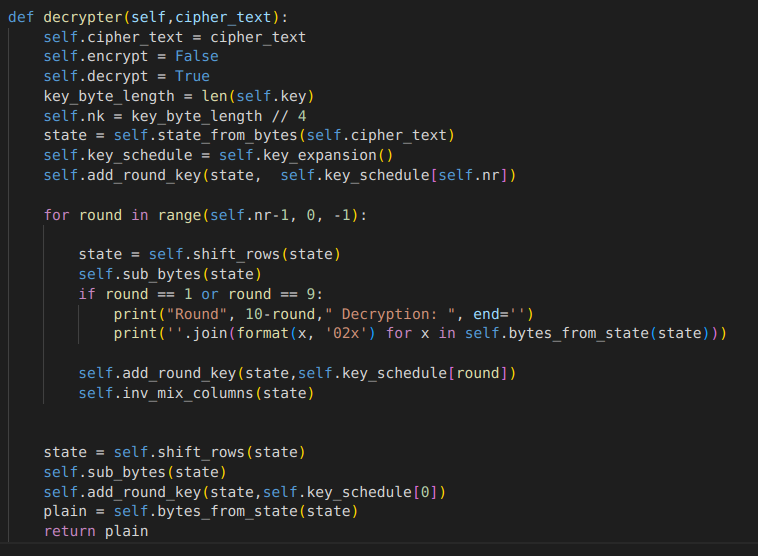 def decrypter(self,cipher_text):
    self.cipher_text = cipher_text
    self.encrypt = False
    self.decrypt = True
    key_byte_length = len(self.key)
    self.nk = key_byte_length // 4
    state = self.state_from_bytes(self.cipher_text)
    self.key_schedule = self.key_expansion()
    self.add_round_key(state,  self.key_schedule[self.nr])
    for round in range(self.nr-1, 0, -1):
        state = self.shift_rows(state)
        self.sub_bytes(state)
        if round == 1 or round == 9:
            print("Round", 10-round," Decryption: ", end='')
            print(''.join(format(x, '02x') for x in self.bytes_from_state(state)))
        self.add_round_key(state,self.key_schedule[round])
        self.inv_mix_columns(state)
    state = self.shift_rows(state)
    self.sub_bytes(state)
    self.add_round_key(state,self.key_schedule[0])
    plain = self.bytes_from_state(state)
    return plain